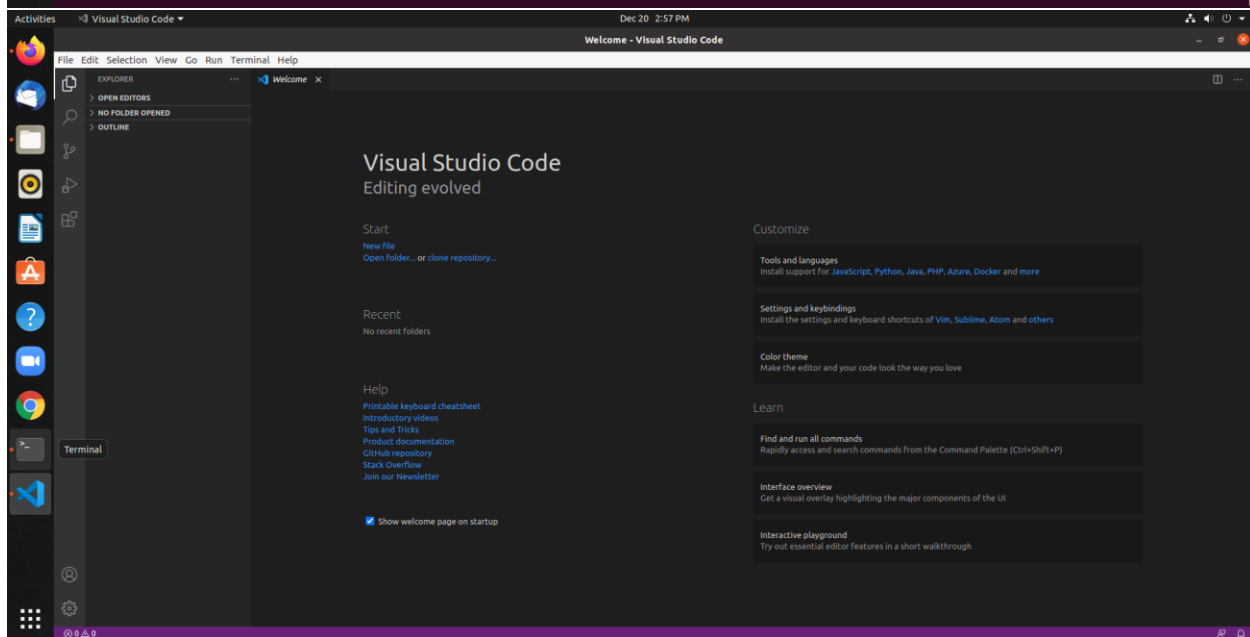 Activities
Visual Studio Code
Dec 20 2:57 PM
Welcome - Visual Studio Code
File Edit Selection View Go Run Terminal Help
EXPLORER
Welcome
OPEN EDITORS
NO FOLDER OPENED
OUTLINE
Visual Studio Code
Editing evolved
Start
New file
Open folder... or clone repository...
Recent
No recent folders
Help
Printable keyboard cheatsheet
Introductory videos
Tips and Tricks
Product documentation
GitHub repository
Stack Overflow
Join our Newsletter
Show welcome page on startup
Customize
Tools and languages
Install support for JavaScript, Python, Java, PHP, Azure, Docker and more
Settings and keybindings
Install the settings and keyboard shortcuts of Vim, Sublime, Atom and others
Color theme
Make the editor and your code look the way you love
Learn
Find and run all commands
Rapidly access and search commands from the Command Palette (Ctrl+Shift+P)
Interface overview
Get a visual overlay highlighting the major components of the UI
Interactive playground
Try out essential editor features in a short walkthrough
Terminal
0 0